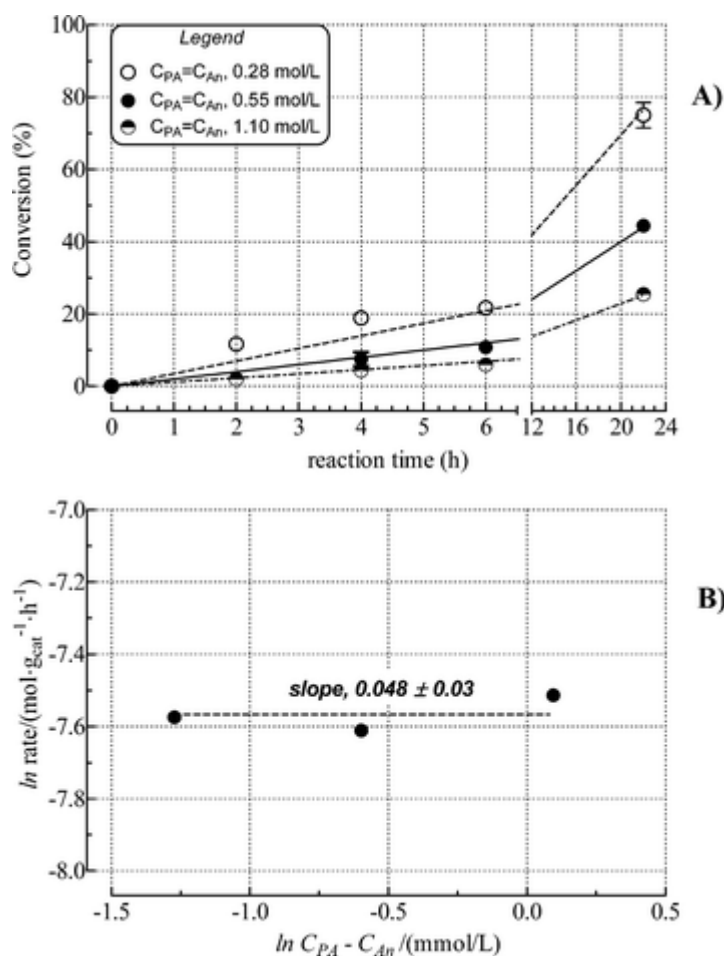 100
80
60
40
20
0
Conversion (%)
Legend
C_PA=C_An, 0.28 mol/L
C_PA=C_An, 0.55 mol/L
C_PA=C_An, 1.10 mol/L
A)
0 1 2 3 4 5 6 12 16 20 24
reaction time (h)
-7.0
-7.2
-7.4
-7.6
-7.8
-8.0
ln rate/(mol·g_cat⁻¹·h⁻¹)
B)
slope, 0.048 ± 0.03
-1.5 -1.0 -0.5 0.0 0.5
ln C_PA - C_An/(mmol/L)